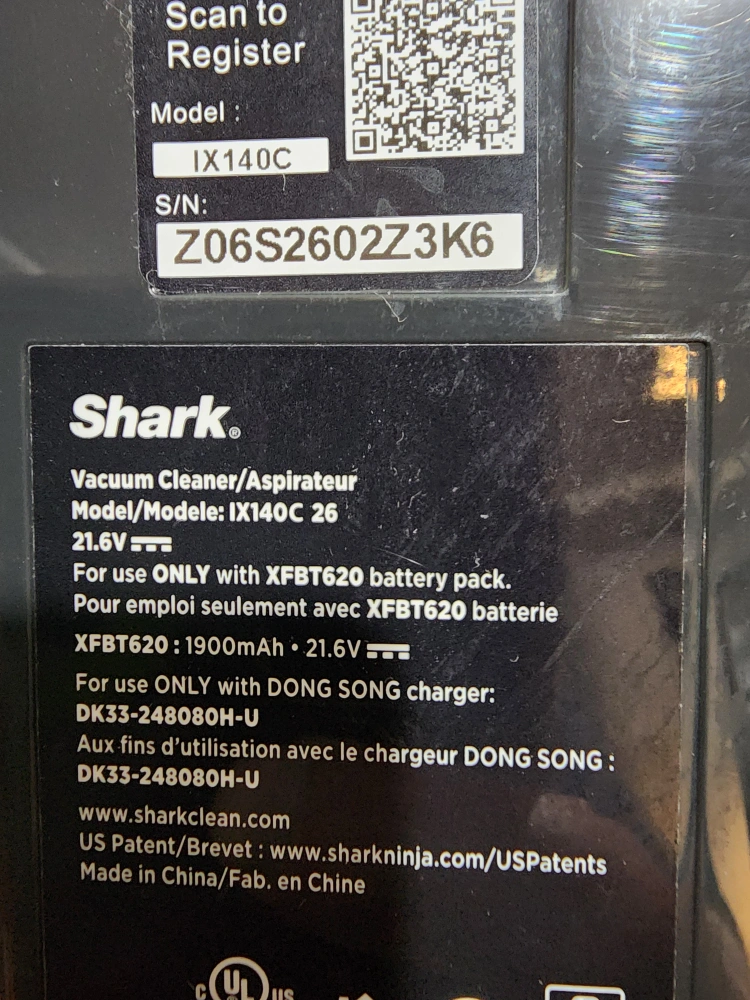 Scan to
Register
Model :
IX140C
S/N:
Z06S2602Z3K6
Shark®
Vacuum Cleaner/Aspirateur
Model/Modele: IX140C 26
21.6V
For use ONLY with XFBT620 battery pack.
Pour emploi seulement avec XFBT620 batterie
XFBT620 : 1900mAh • 21.6V
For use ONLY with DONG SONG charger:
DK33-248080H-U
Aux fins d'utilisation avec le chargeur DONG SONG :
DK33-248080H-U
www.sharkclean.com
US Patent/Brevet : www.sharkninja.com/USPatents
Made in China/Fab. en Chine
C UL US